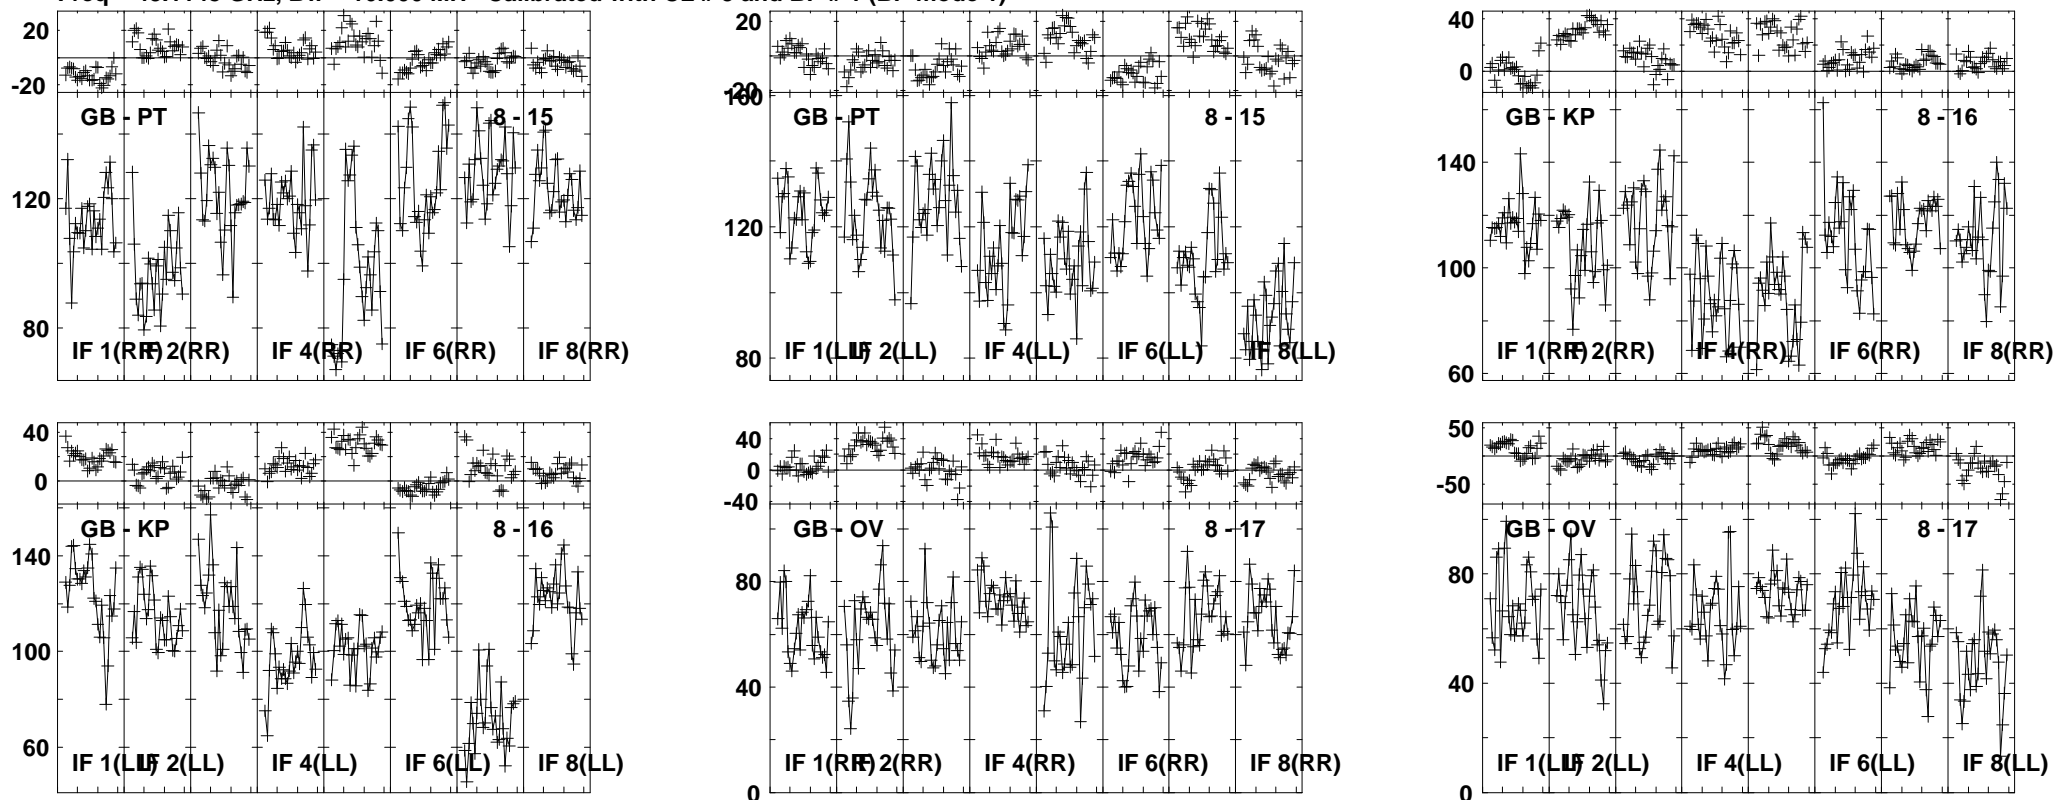 20
-20
GB - PT 8 - 15
120
80
IF 1(RR) IF 2(RR) IF 4(RR) IF 6(RR) IF 8(RR)
20
-20
160
GB - PT 8 - 15
120
80
IF 1(LL) IF 2(LL) IF 4(LL) IF 6(LL) IF 8(LL)
40
0
GB - KP 8 - 16
140
100
60
IF 1(RR) IF 2(RR) IF 4(RR) IF 6(RR) IF 8(RR)
40
0
GB - KP 8 - 16
140
100
60
IF 1(LL) IF 2(LL) IF 4(LL) IF 6(LL) IF 8(LL)
40
0
-40
GB - OV 8 - 17
80
40
0
IF 1(RR) IF 2(RR) IF 4(RR) IF 6(RR) IF 8(RR)
50
-50
GB - OV 8 - 17
80
40
0
IF 1(LL) IF 2(LL) IF 4(LL) IF 6(LL) IF 8(LL)